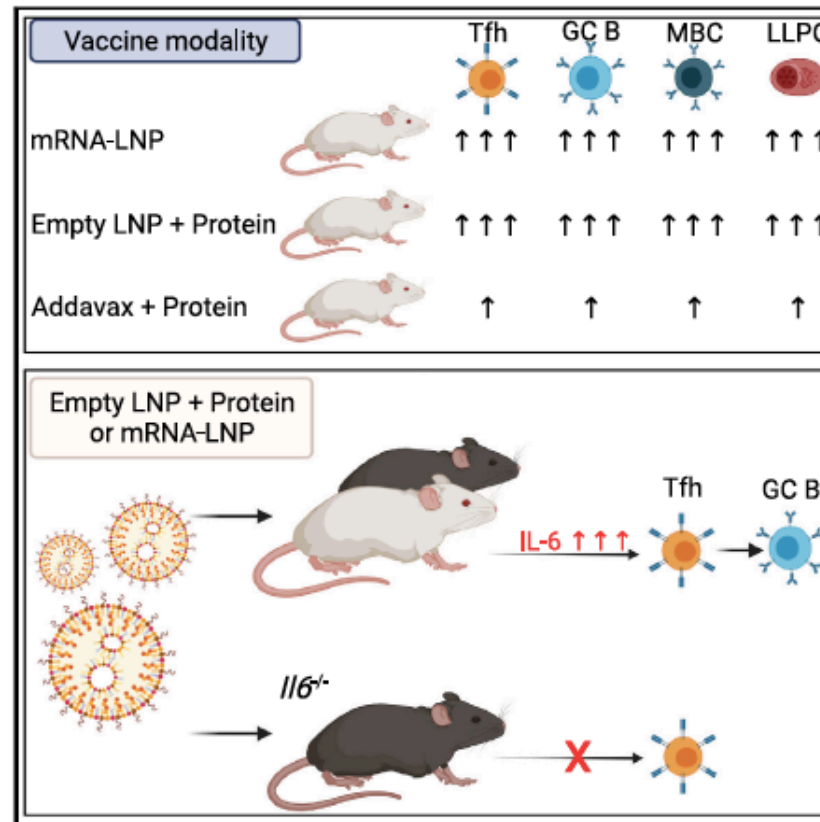 Vaccine modality
Tfh GC B MBC LLPC
mRNA-LNP ↑↑↑ ↑↑↑ ↑↑↑ ↑↑↑
Empty LNP + Protein ↑↑↑ ↑↑↑ ↑↑↑ ↑↑↑
Addavax + Protein ↑ ↑ ↑ ↑
Empty LNP + Protein
or mRNA-LNP
Tfh GC B
IL-6 ↑↑↑
Il6-/-
X